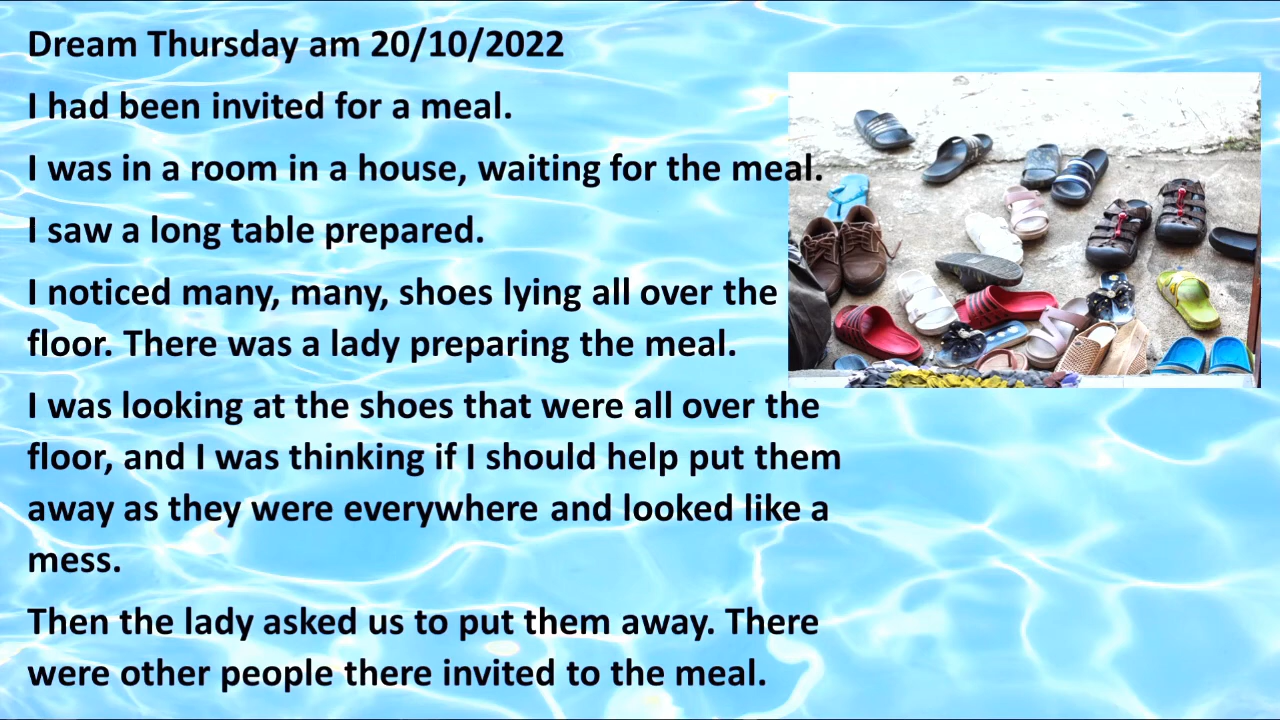 Dream Thursday am 20/10/2022
I had been invited for a meal.
I was in a room in a house, waiting for the meal.
I saw a long table prepared.
I noticed many, many, shoes lying all over the
floor. There was a lady preparing the meal.
I was looking at the shoes that were all over the
floor, and I was thinking if I should help put them
away as they were everywhere and looked like a
mess.
Then the lady asked us to put them away. There
were other people there invited to the meal.